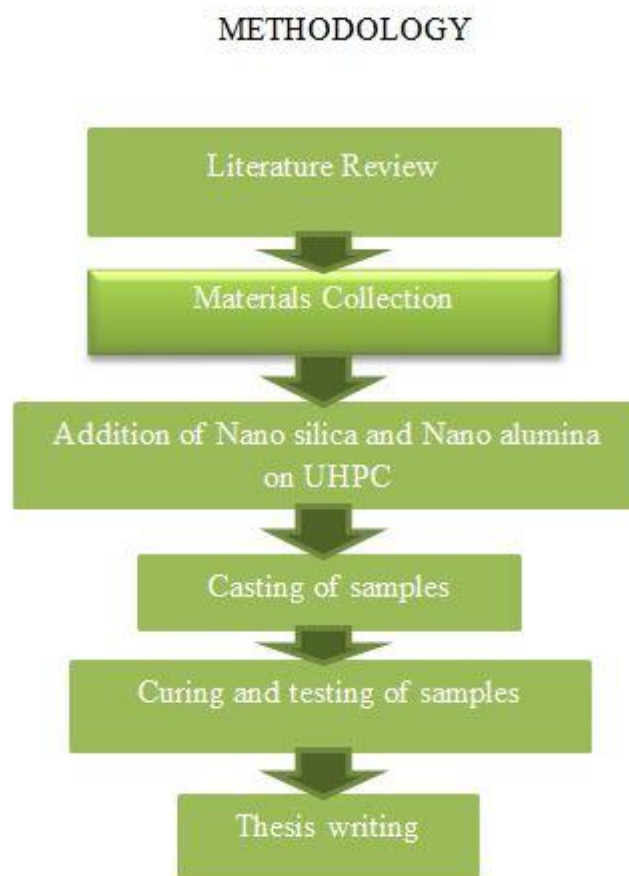 METHODOLOGY
Literature Review
Materials Collection
Addition of Nano silica and Nano alumina
on UHPC
Casting of samples
Curing and testing of samples
Thesis writing